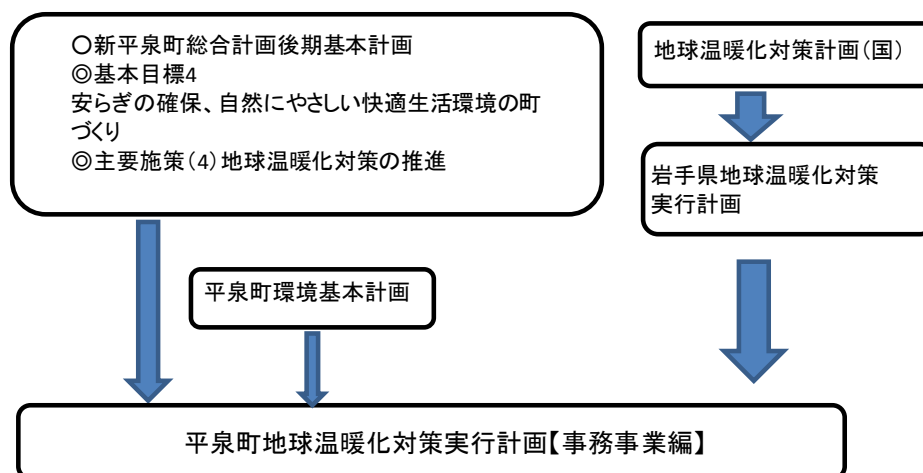 〇新平泉町総合計画後期基本計画
◎基本目標4
安らぎの確保、自然にやさしい快適生活環境の町
づくり
◎主要施策(4)地球温暖化対策の推進
地球温暖化対策計画(国)
岩手県地球温暖化対策
実行計画
平泉町環境基本計画
平泉町地球温暖化対策実行計画【事務事業編】